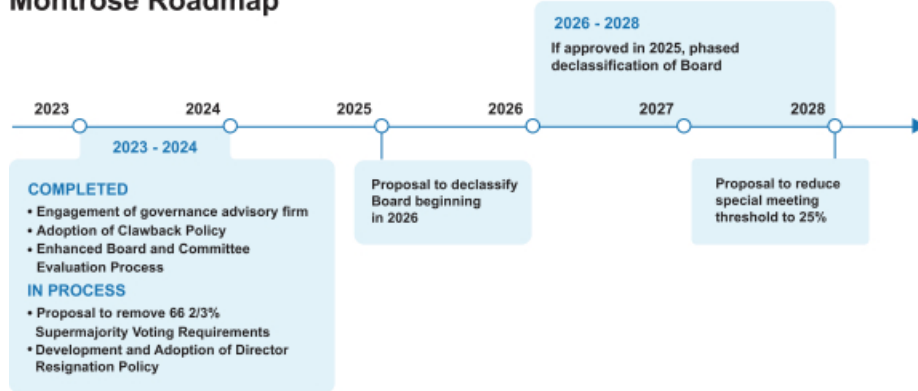 Montrose Roadmap
2026 - 2028
If approved in 2025, phased
declassification of Board
2023
2024
2025
2026
2027
2028
2023 - 2024
COMPLETED
• Engagement of governance advisory firm
• Adoption of Clawback Policy
• Enhanced Board and Committee
Evaluation Process
IN PROCESS
• Proposal to remove 66 2/3%
Supermajority Voting Requirements
• Development and Adoption of Director
Resignation Policy
Proposal to declassify
Board beginning
in 2026
Proposal to reduce
special meeting
threshold to 25%